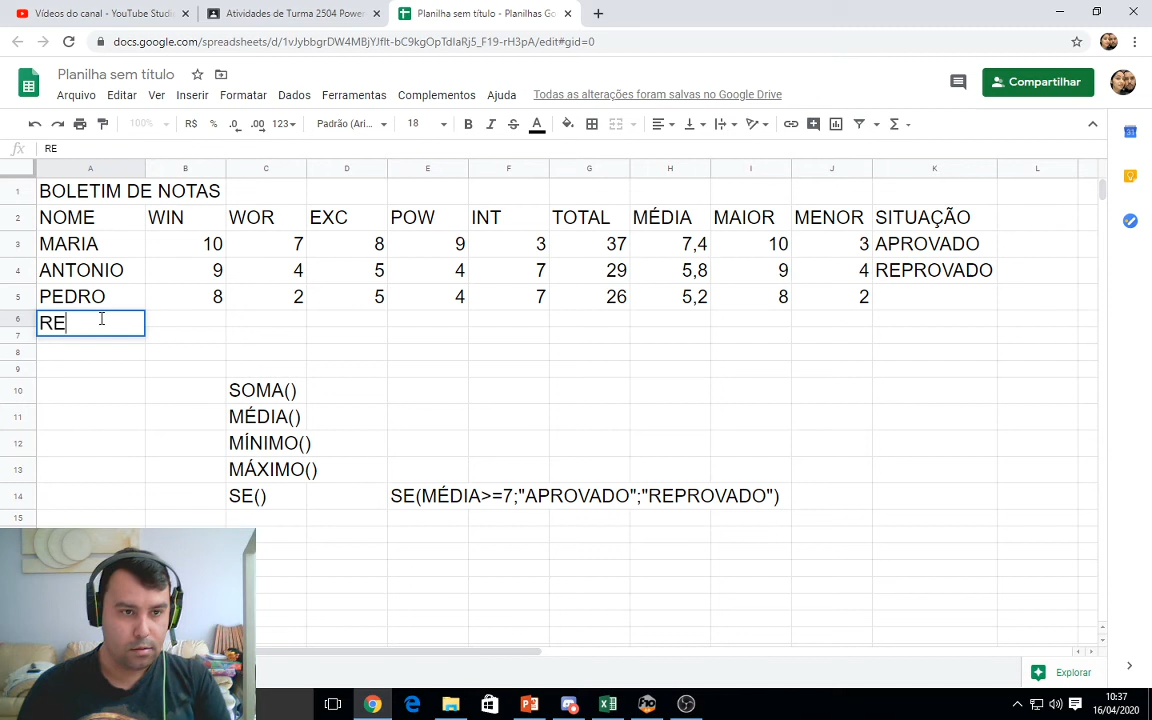 Vídeos do canal - YouTube Studi
Atividades de Turma 2504 Power
Planilha sem título - Planilhas Go
docs.google.com/spreadsheets/d/1vJybbgrDW4MBjYJflt-bC9kgOpTdlaRj5_F19-rH3pA/edit#gid=0
Planilha sem título
Arquivo Editar Ver Inserir Formatar Dados Ferramentas Complementos Ajuda Todas as alterações foram salvas no Google Drive
Compartilhar
100% R$ % .0 .00 123 Padrão (Ari... 18 B I S A Σ
fx RE
A B C D E F G H I J K L
1 BOLETIM DE NOTAS
2 NOME WIN WOR EXC POW INT TOTAL MÉDIA MAIOR MENOR SITUAÇÃO
3 MARIA 10 7 8 9 3 37 7,4 10 3 APROVADO
4 ANTONIO 9 4 5 4 7 29 5,8 9 4 REPROVADO
5 PEDRO 8 2 5 4 7 26 5,2 8 2
6 RE
7
8
9
10 SOMA()
11 MÉDIA()
12 MÍNIMO()
13 MÁXIMO()
14 SE() SE(MÉDIA>=7;"APROVADO";"REPROVADO")
15
Explorar
10:37
16/04/2020